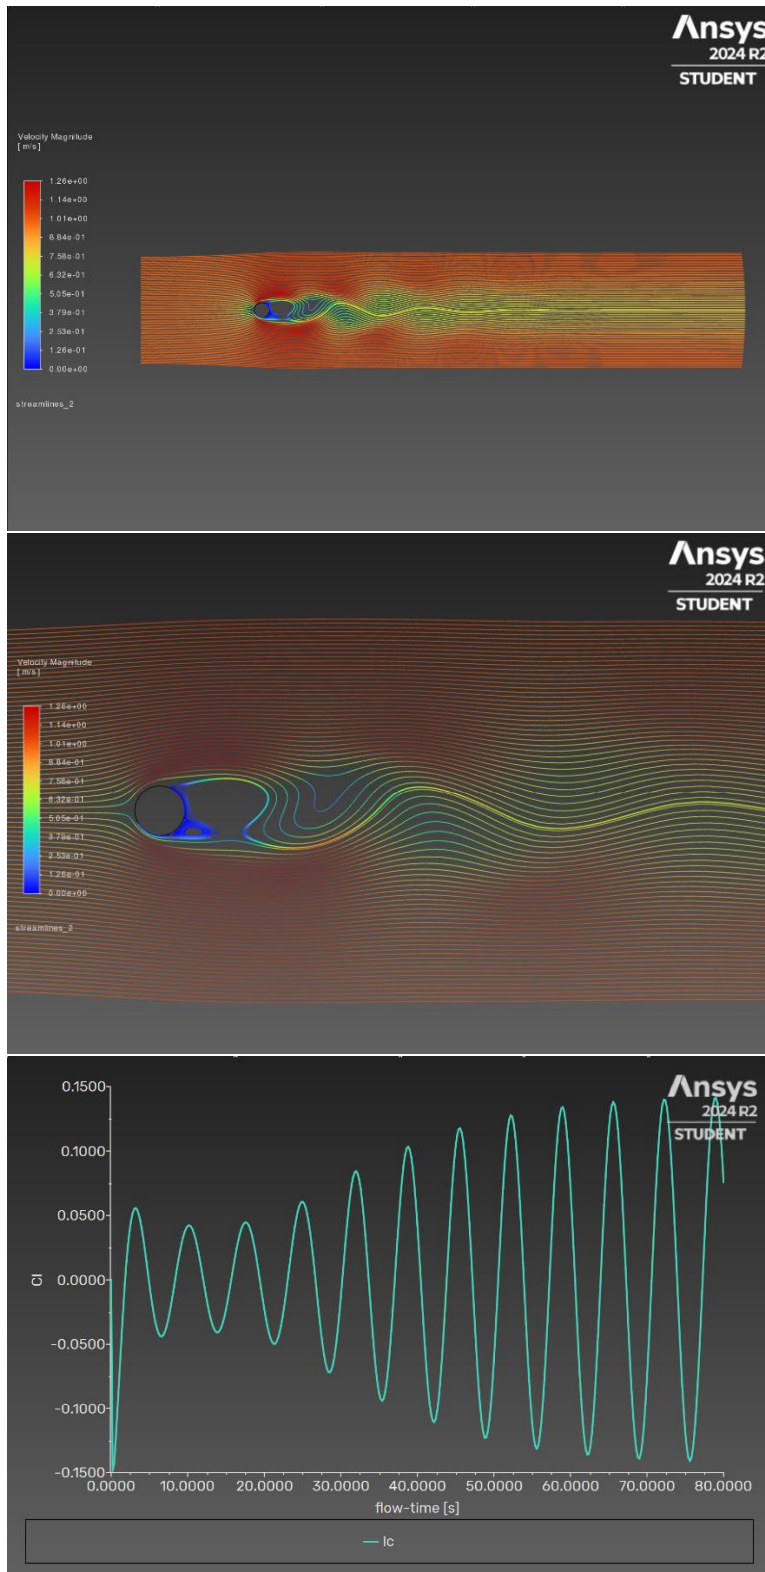 Ansys
2024 R2
STUDENT
Velocity Magnitude
[ m/s ]
1.26e+00
1.14e+00
1.01e+00
8.84e-01
7.58e-01
6.32e-01
5.05e-01
3.79e-01
2.53e-01
1.26e-01
0.00e+00
streamlines_2
Ansys
2024 R2
STUDENT
Velocity Magnitude
[ m/s ]
1.26e+00
1.14e+00
1.01e+00
8.84e-01
7.58e-01
6.32e-01
5.05e-01
3.79e-01
2.53e-01
1.26e-01
0.00e+00
streamlines_2
Ansys
2024 R2
STUDENT
0.1500
0.1000
0.0500
0.0000
-0.0500
-0.1000
-0.1500
Cl
0.0000 10.0000 20.0000 30.0000 40.0000 50.0000 60.0000 70.0000 80.0000
flow-time [s]
lc